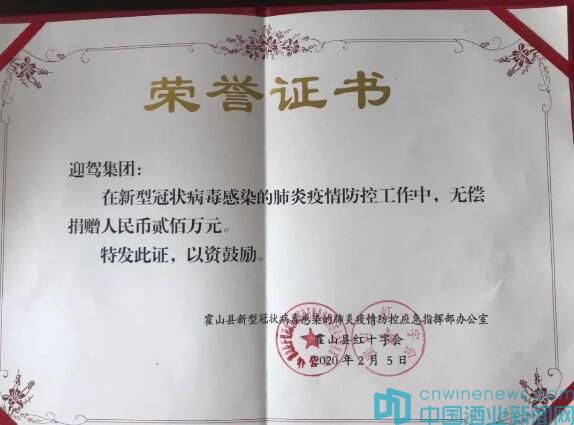 荣誉证书
迎驾集团：
在新型冠状病毒感染的肺炎疫情防控工作中，无偿
捐赠人民币贰佰万元。
特发此证，以资鼓励。
霍山县新型冠状病毒感染的肺炎疫情防控应急指挥部办公室
霍山县红十字会
2020年2月5日
cnwinenews.com
中国酒业新闻网